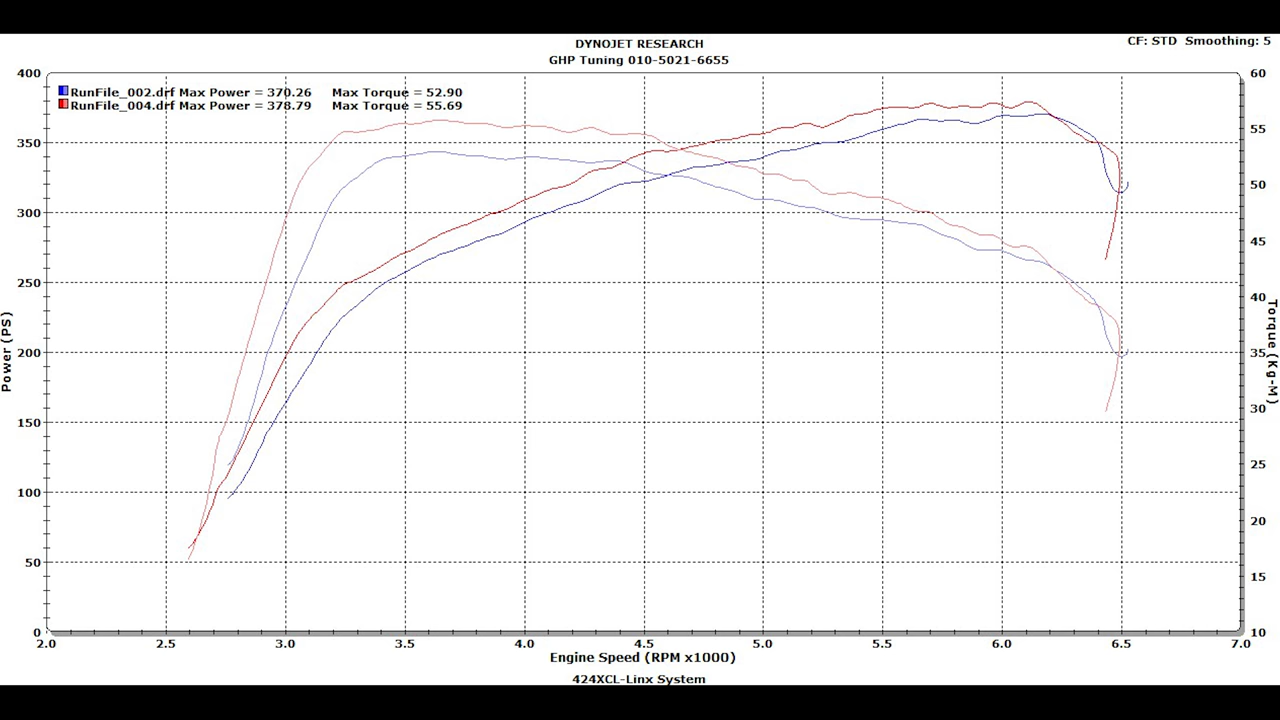 CF: STD Smoothing: 5
DYNOJET RESEARCH
GHP Tuning 010-5021-6655
RunFile_002.drf Max Power = 370.26 Max Torque = 52.90
RunFile_004.drf Max Power = 378.79 Max Torque = 55.69
400
350
300
250
200
150
100
50
0
Power (PS)
60
55
50
45
40
35
30
25
20
15
10
Torque (Kg-M)
2.0 2.5 3.0 3.5 4.0 4.5 5.0 5.5 6.0 6.5 7.0
Engine Speed (RPM x1000)
424XCL-Linx System